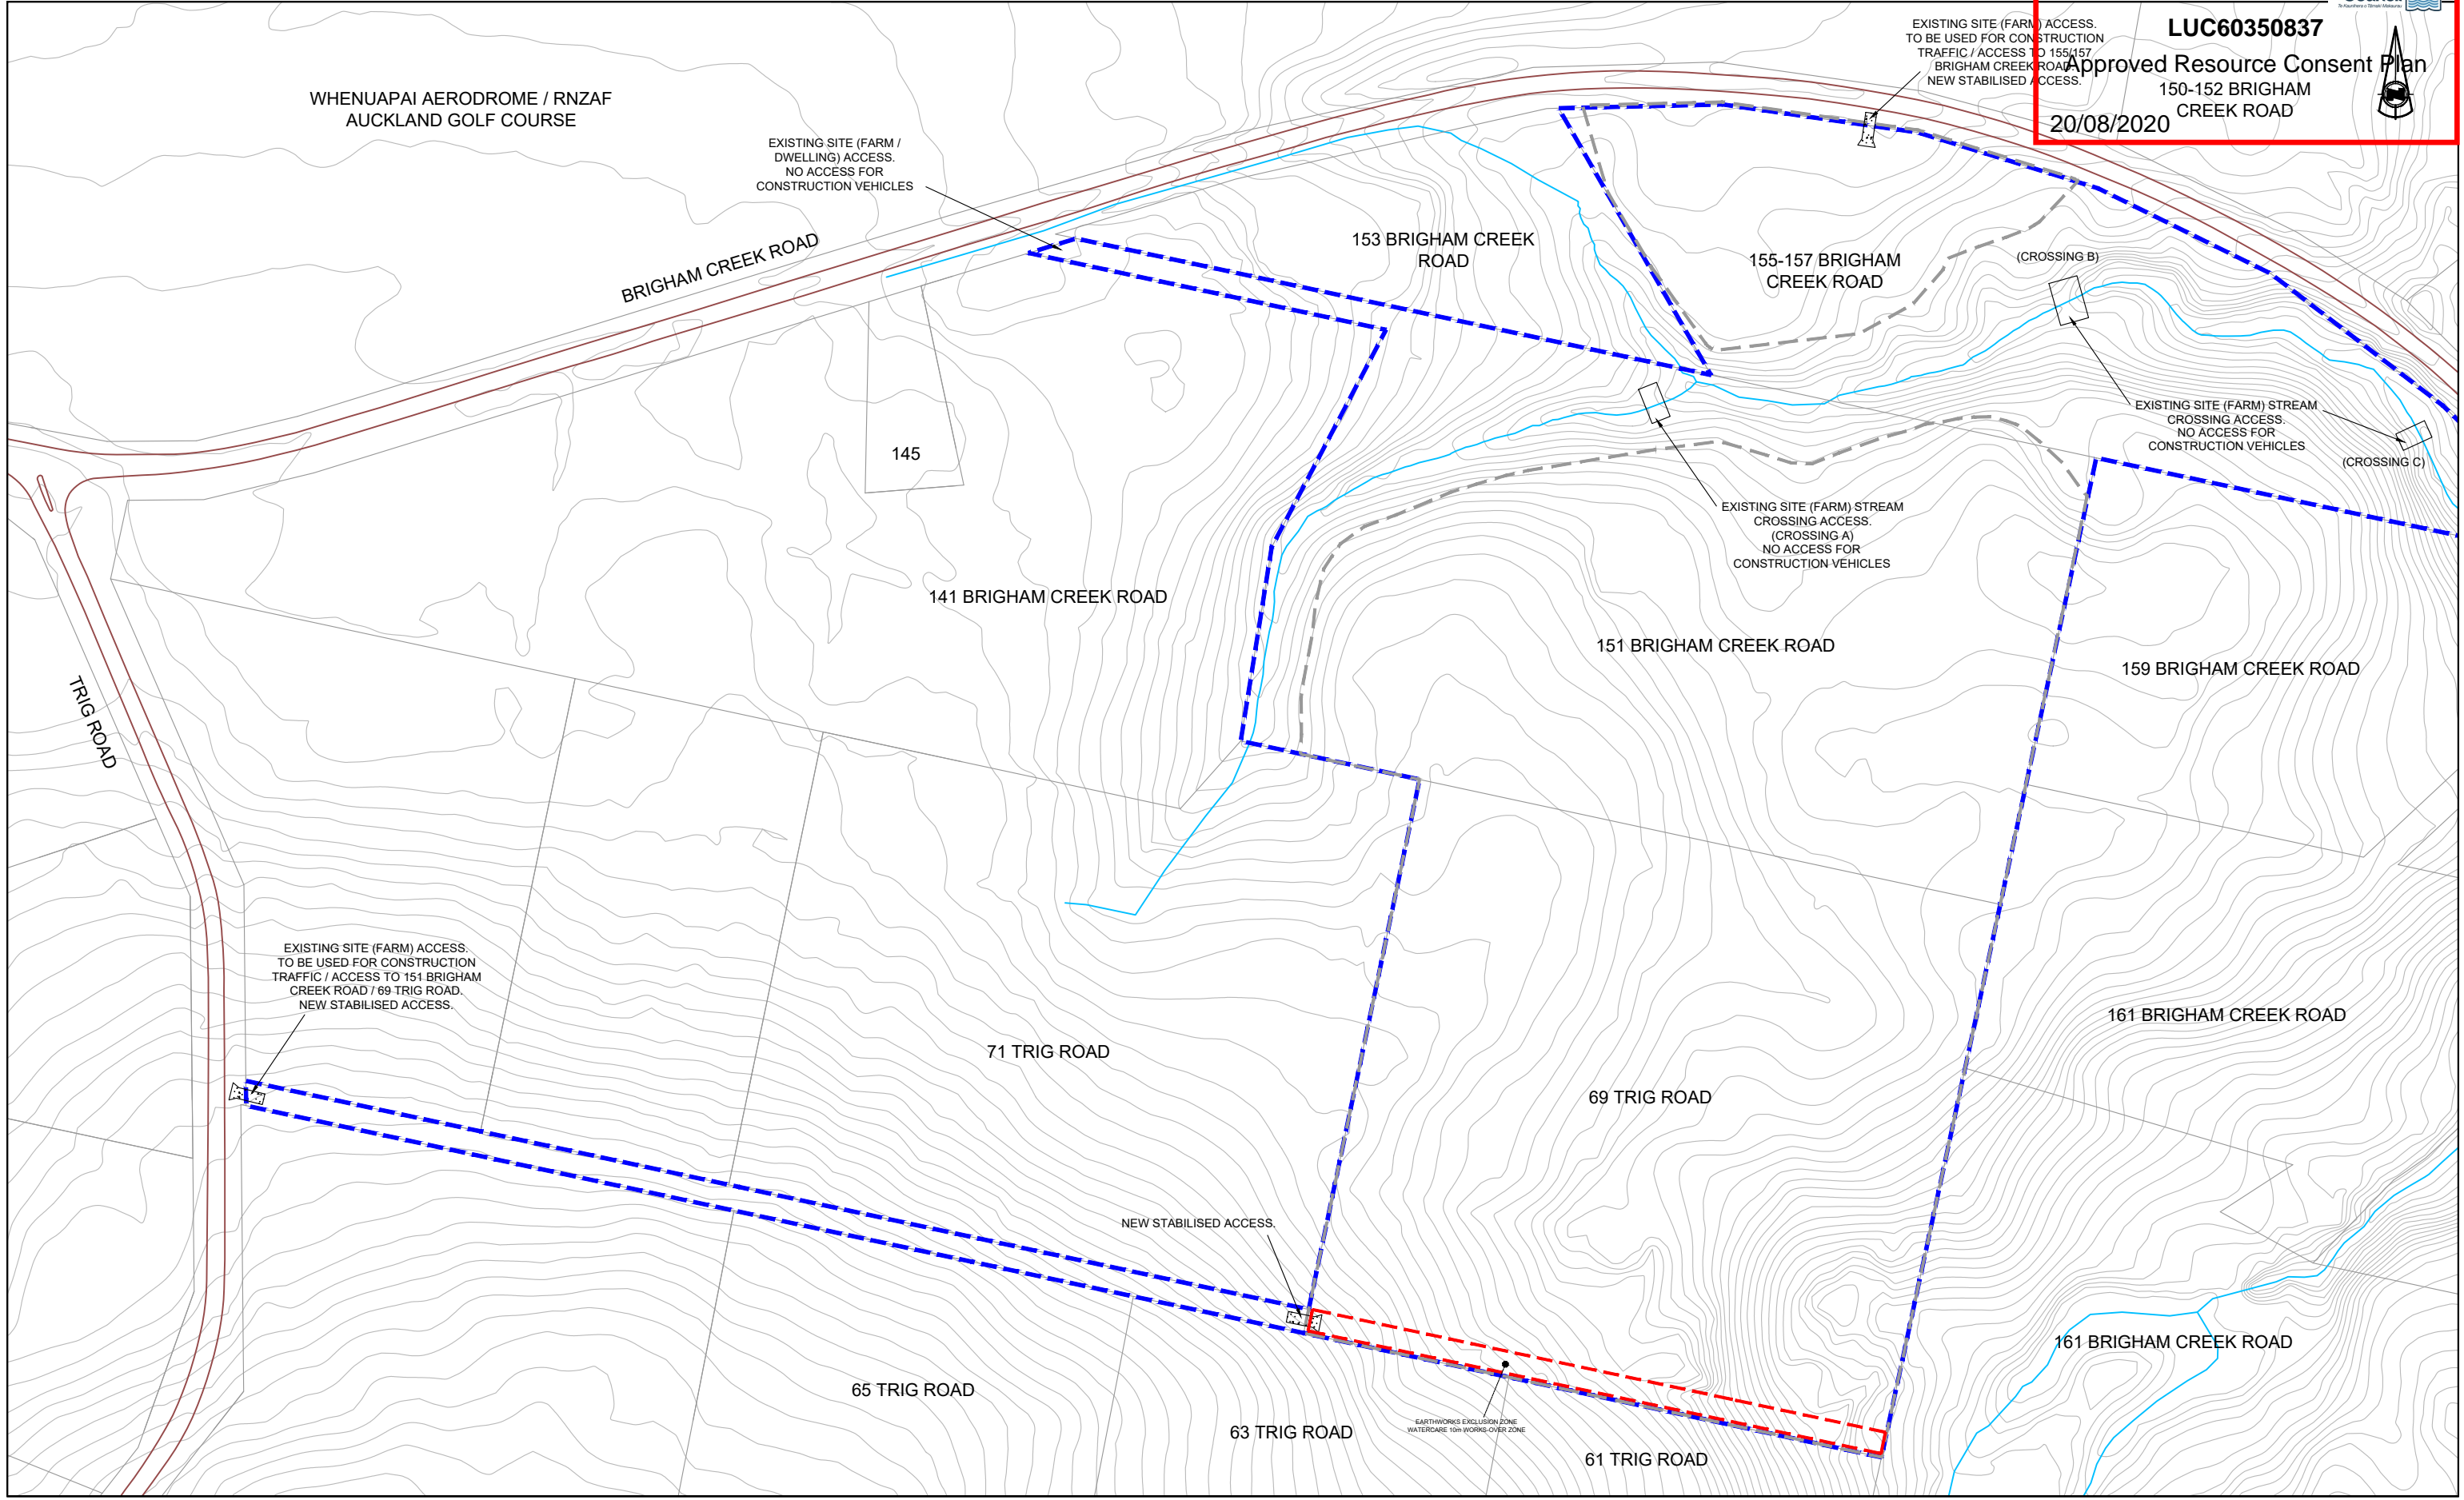 LUC60350837
Approved Resource Consent Plan
150-152 BRIGHAM
CREEK ROAD
20/08/2020
EXISTING SITE (FARM) ACCESS.
TO BE USED FOR CONSTRUCTION
TRAFFIC / ACCESS TO 155/157
BRIGHAM CREEK ROAD
NEW STABILISED ACCESS.
WHENUAPAI AERODROME / RNZAF
AUCKLAND GOLF COURSE
EXISTING SITE (FARM /
DWELLING) ACCESS.
NO ACCESS FOR
CONSTRUCTION VEHICLES
BRIGHAM CREEK ROAD
153 BRIGHAM CREEK
ROAD
155-157 BRIGHAM
CREEK ROAD
(CROSSING B)
EXISTING SITE (FARM) STREAM
CROSSING ACCESS.
NO ACCESS FOR
CONSTRUCTION VEHICLES
(CROSSING C)
145
EXISTING SITE (FARM) STREAM
CROSSING ACCESS.
(CROSSING A)
NO ACCESS FOR
CONSTRUCTION VEHICLES
141 BRIGHAM CREEK ROAD
151 BRIGHAM CREEK ROAD
159 BRIGHAM CREEK ROAD
TRIG ROAD
EXISTING SITE (FARM) ACCESS.
TO BE USED FOR CONSTRUCTION
TRAFFIC / ACCESS TO 151 BRIGHAM
CREEK ROAD / 69 TRIG ROAD.
NEW STABILISED ACCESS.
71 TRIG ROAD
69 TRIG ROAD
161 BRIGHAM CREEK ROAD
NEW STABILISED ACCESS.
65 TRIG ROAD
63 TRIG ROAD
EARTHWORKS EXCLUSION ZONE
WATERCARE 10m WORKS-OVER ZONE
61 TRIG ROAD
161 BRIGHAM CREEK ROAD